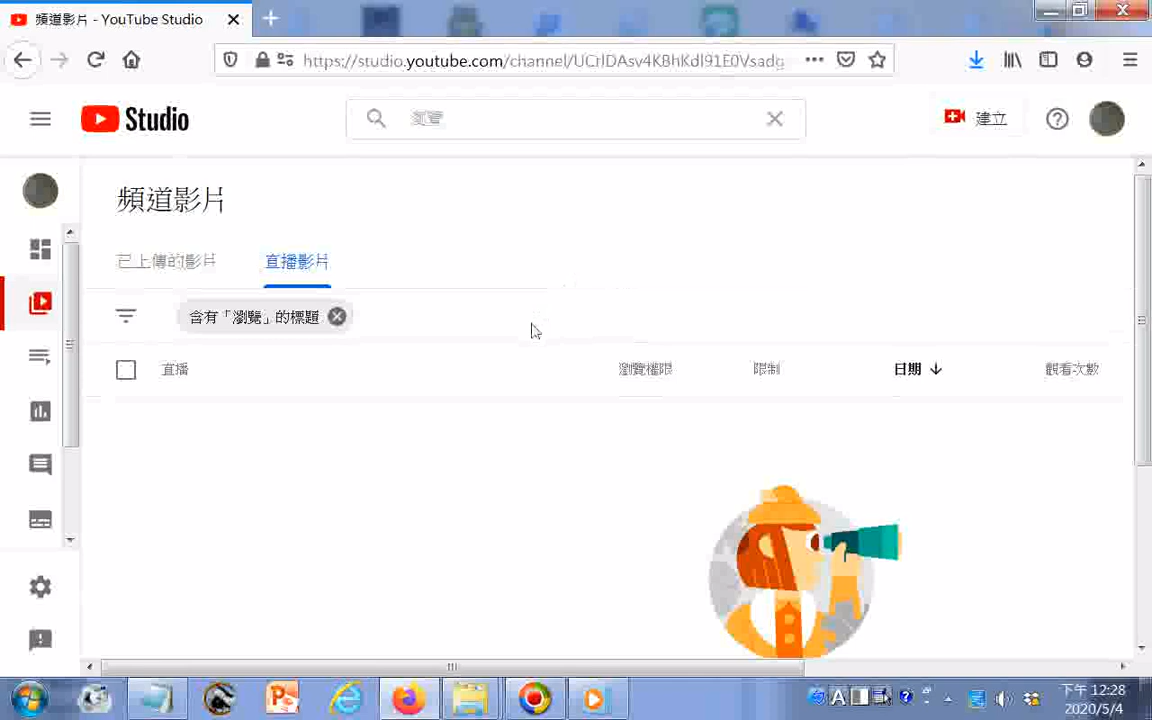 頻道影片 - YouTube Studio
https://studio.youtube.com/channel/UCrlDAsv4KBhKdl91E0Vsadg
Studio
瀏覽
建立
頻道影片
已上傳的影片
直播影片
含有「瀏覽」的標題
直播
瀏覽權限
限制
日期
觀看次數
下午 12:28
2020/5/4